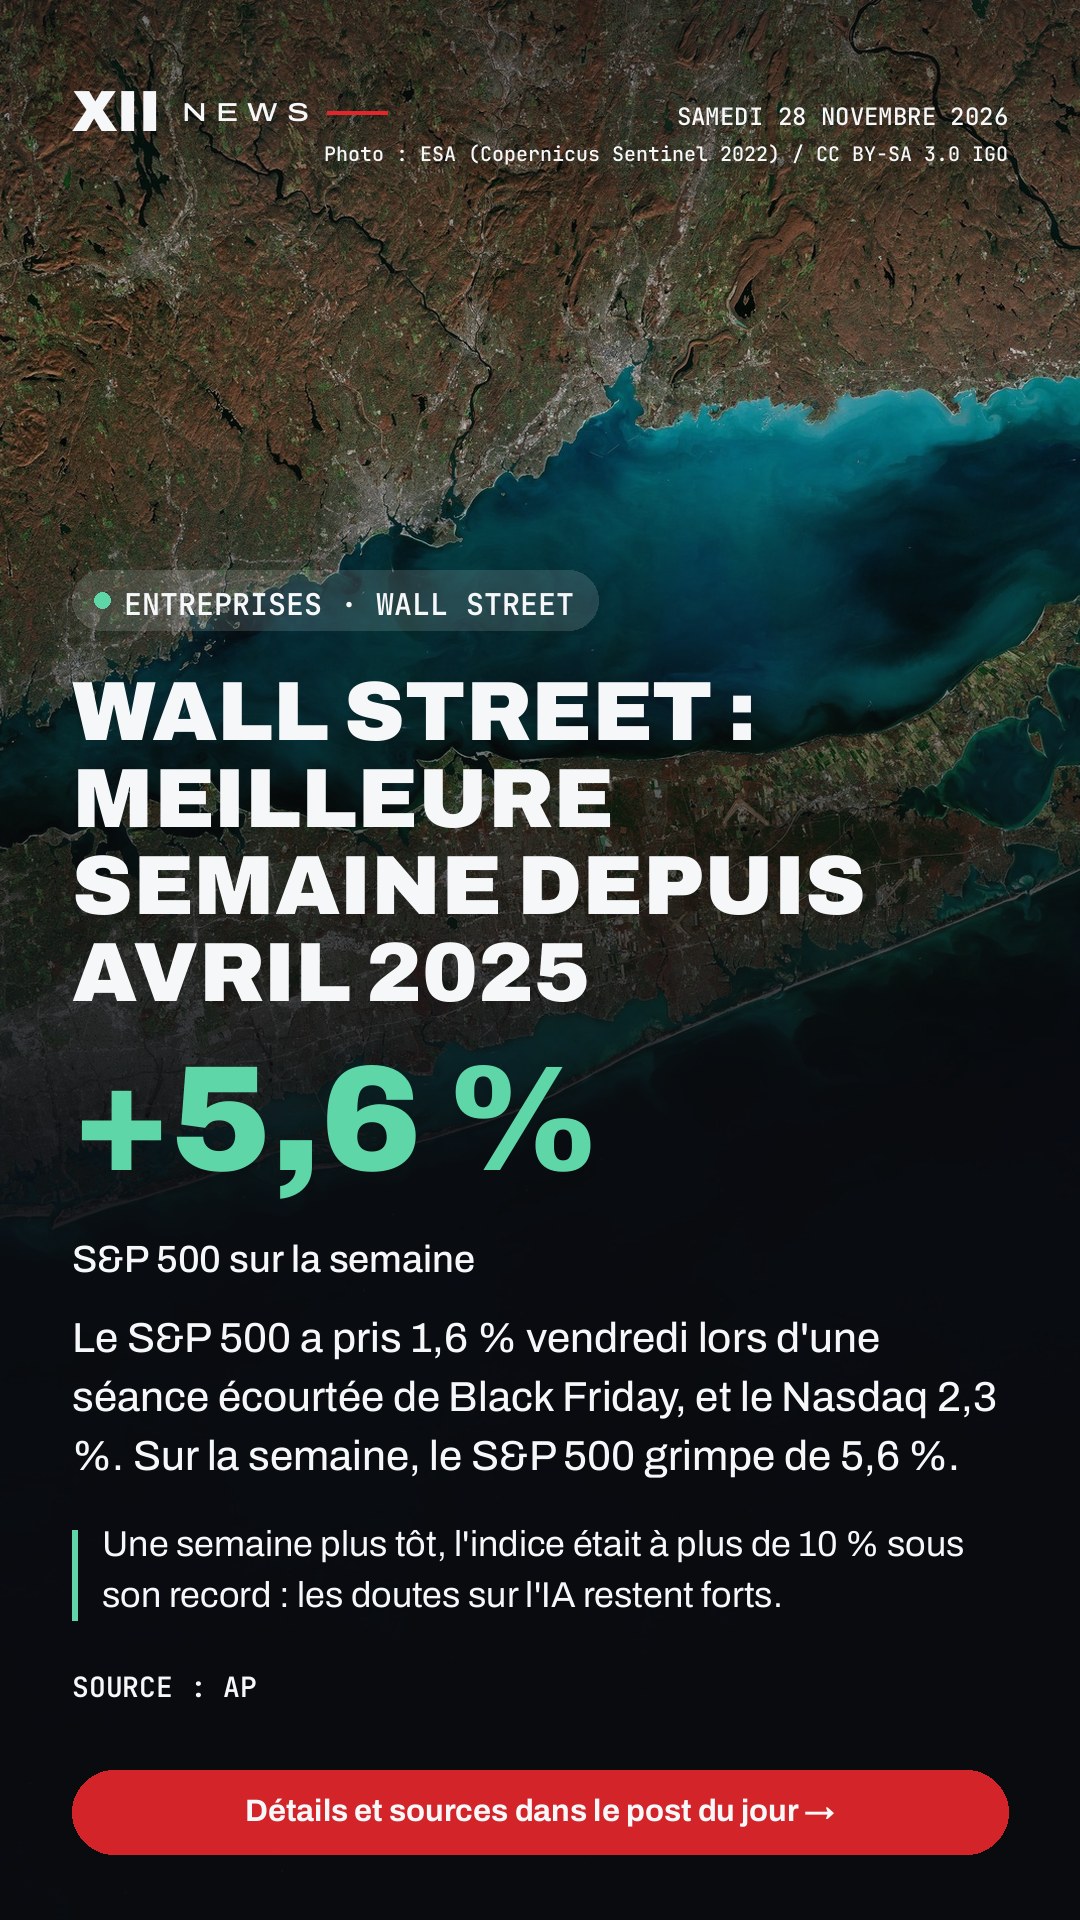 XII NEWS
SAMEDI 28 NOVEMBRE 2026
Photo : ESA (Copernicus Sentinel 2022) / CC BY-SA 3.0 IGO
ENTREPRISES · WALL STREET
WALL STREET :
MEILLEURE
SEMAINE DEPUIS
AVRIL 2025
+5,6 %
S&P 500 sur la semaine
Le S&P 500 a pris 1,6 % vendredi lors d'une
séance écourtée de Black Friday, et le Nasdaq 2,3
%. Sur la semaine, le S&P 500 grimpe de 5,6 %.
Une semaine plus tôt, l'indice était à plus de 10 % sous
son record : les doutes sur l'IA restent forts.
SOURCE : AP
Détails et sources dans le post du jour →